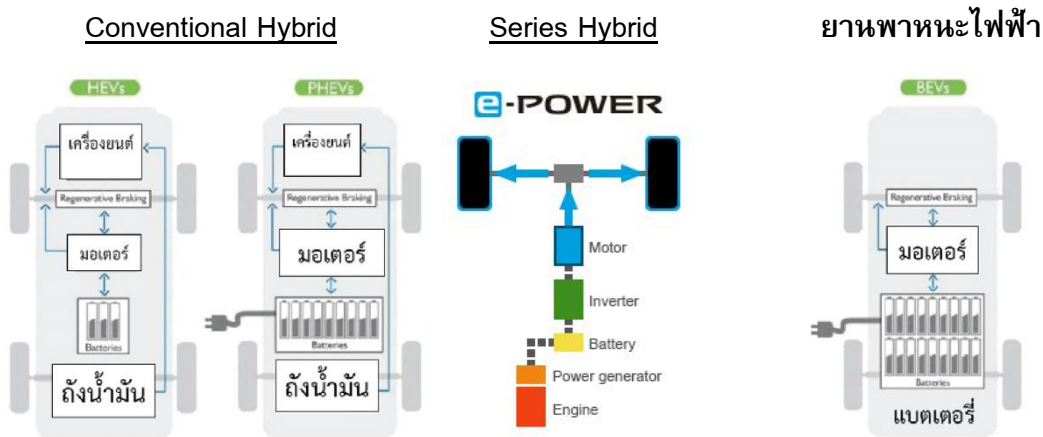 Conventional Hybrid
Series Hybrid
ยานพาหนะไฟฟ้า
HEVs
เครื่องยนต์
Regenerative Braking
มอเตอร์
Batteries
ถังน้ำมัน
PHEVs
เครื่องยนต์
Regenerative Braking
มอเตอร์
Batteries
ถังน้ำมัน
e-POWER
Motor
Inverter
Battery
Power generator
Engine
BEVs
Regenerative Braking
มอเตอร์
Batteries
แบตเตอรี่